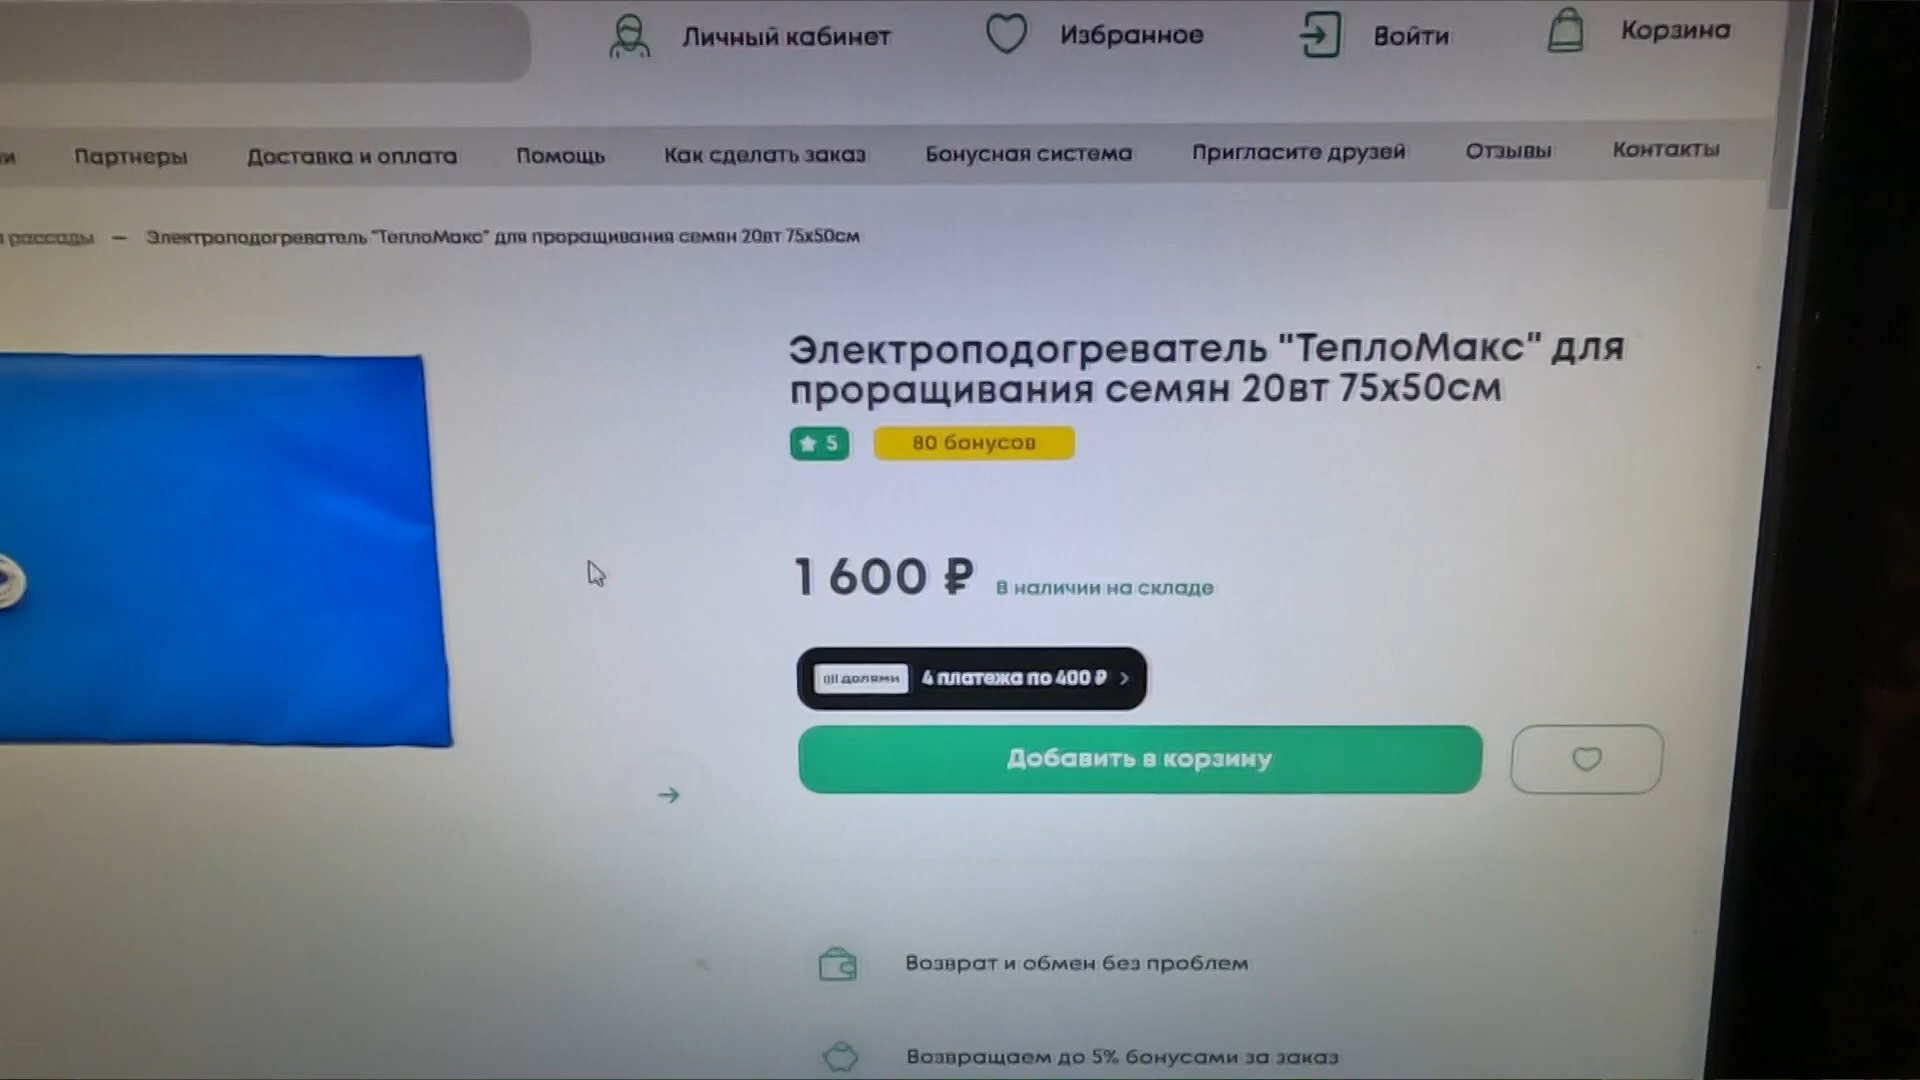 Личный кабинет
Избранное
Войти
Корзина
Партнеры
Доставка и оплата
Помощь
Как сделать заказ
Бонусная система
Пригласите друзей
Отзывы
Контакты
рассады — Электроподогреватель "ТеплоМакс" для проращивания семян 20вт 75х50см
Электроподогреватель "ТеплоМакс" для
проращивания семян 20вт 75х50см
5
80 бонусов
1 600 ₽
В наличии на складе
долями
4 платежа по 400 ₽
Добавить в корзину
Возврат и обмен без проблем
Возвращаем до 5% бонусами за заказ